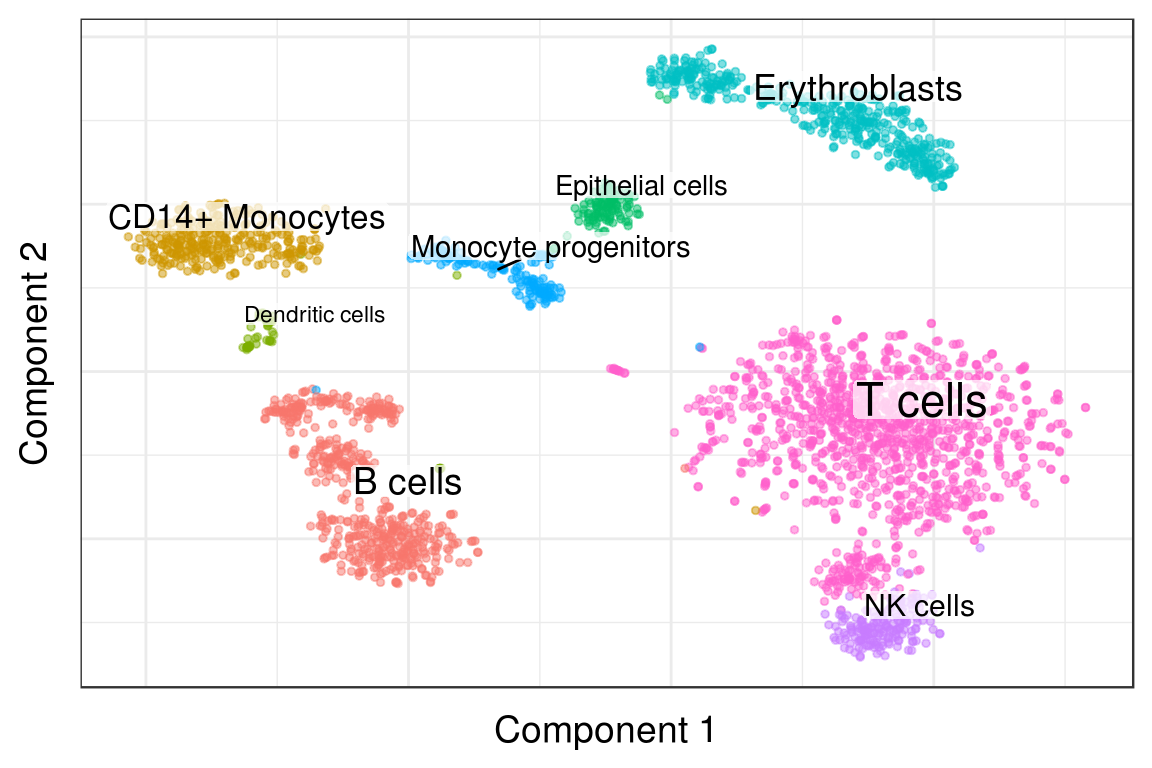 Erythroblasts
Epithelial cells
CD14+ Monocytes
Monocyte progenitors
Dendritic cells
T cells
B cells
NK cells
Component 2
Component 1